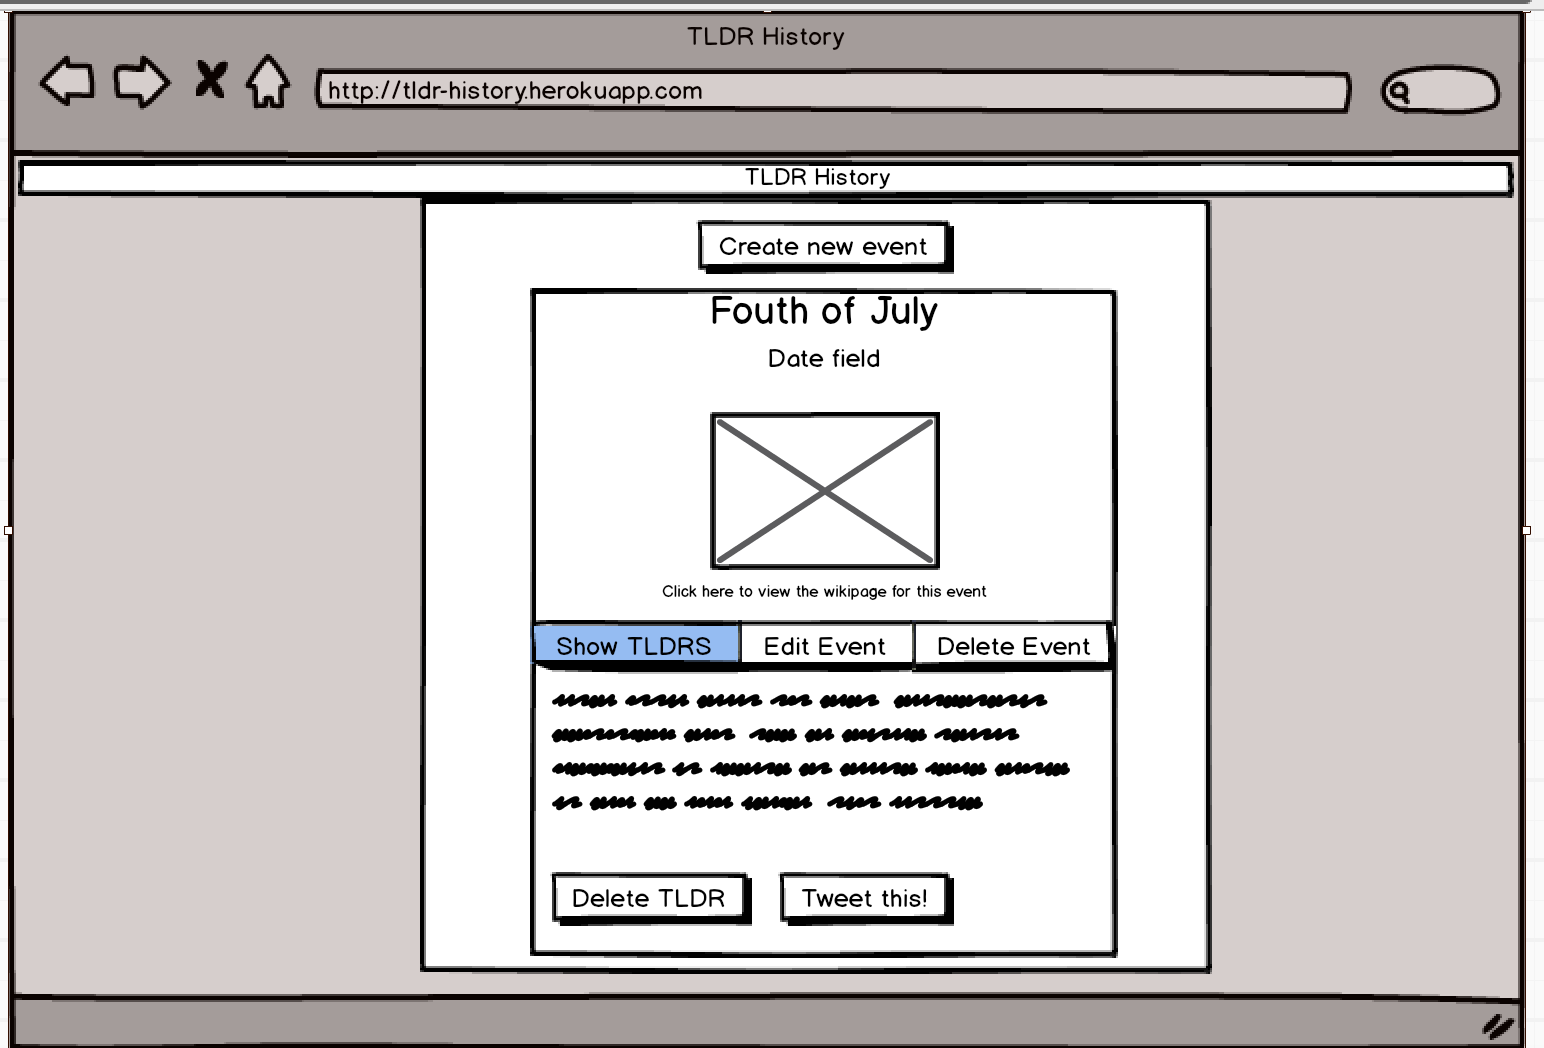 TLDR History
http://tldr-history.herokuapp.com
TLDR History
Create new event
Fouth of July
Date field
Click here to view the wikipage for this event
Show TLDRS Edit Event Delete Event
Delete TLDR Tweet this!